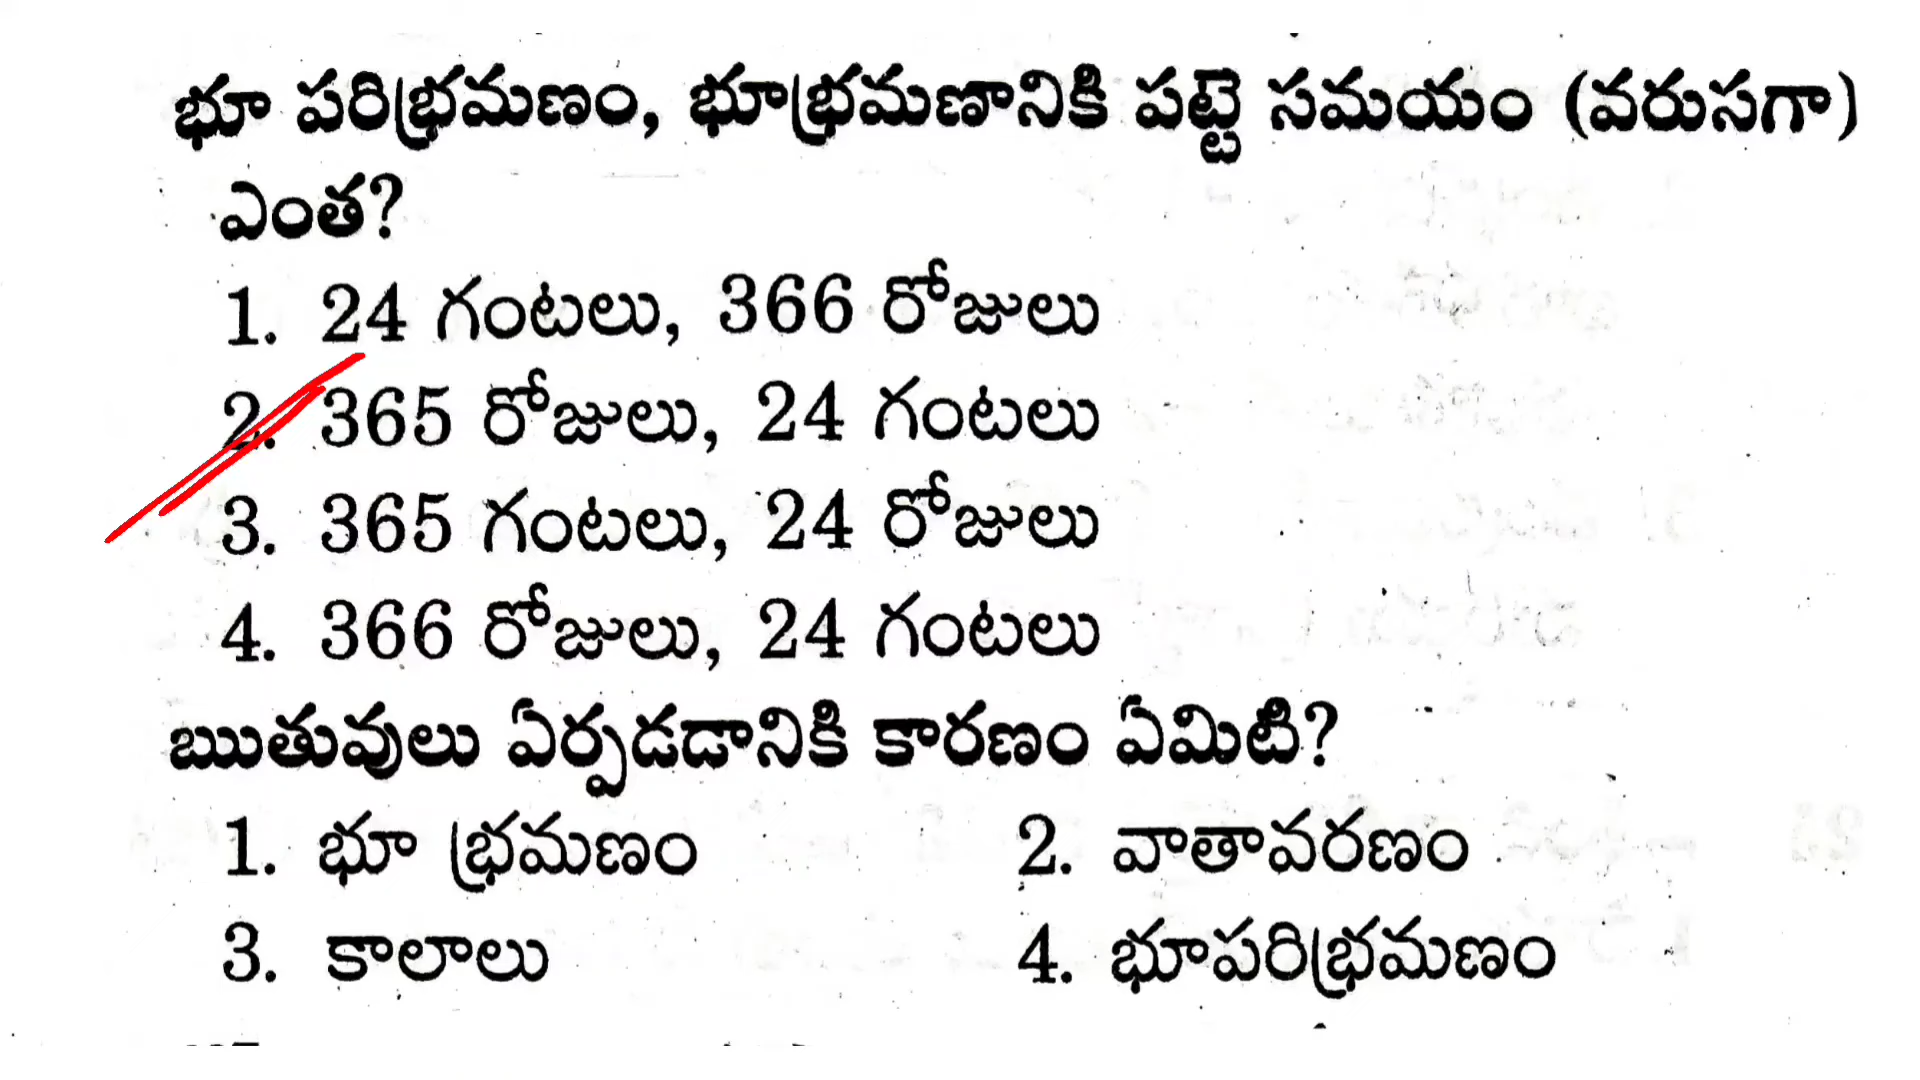 భూ పరిభ్రమణం, భూభ్రమణానికి పట్టె సమయం (వరుసగా)
ఎంత?
1. 24 గంటలు, 366 రోజులు
2. 365 రోజులు, 24 గంటలు
3. 365 గంటలు, 24 రోజులు
4. 366 రోజులు, 24 గంటలు
ఋతువులు ఏర్పడడానికి కారణం ఏమిటి?
1. భూ భ్రమణం 2. వాతావరణం
3. కాలాలు 4. భూపరిభ్రమణం